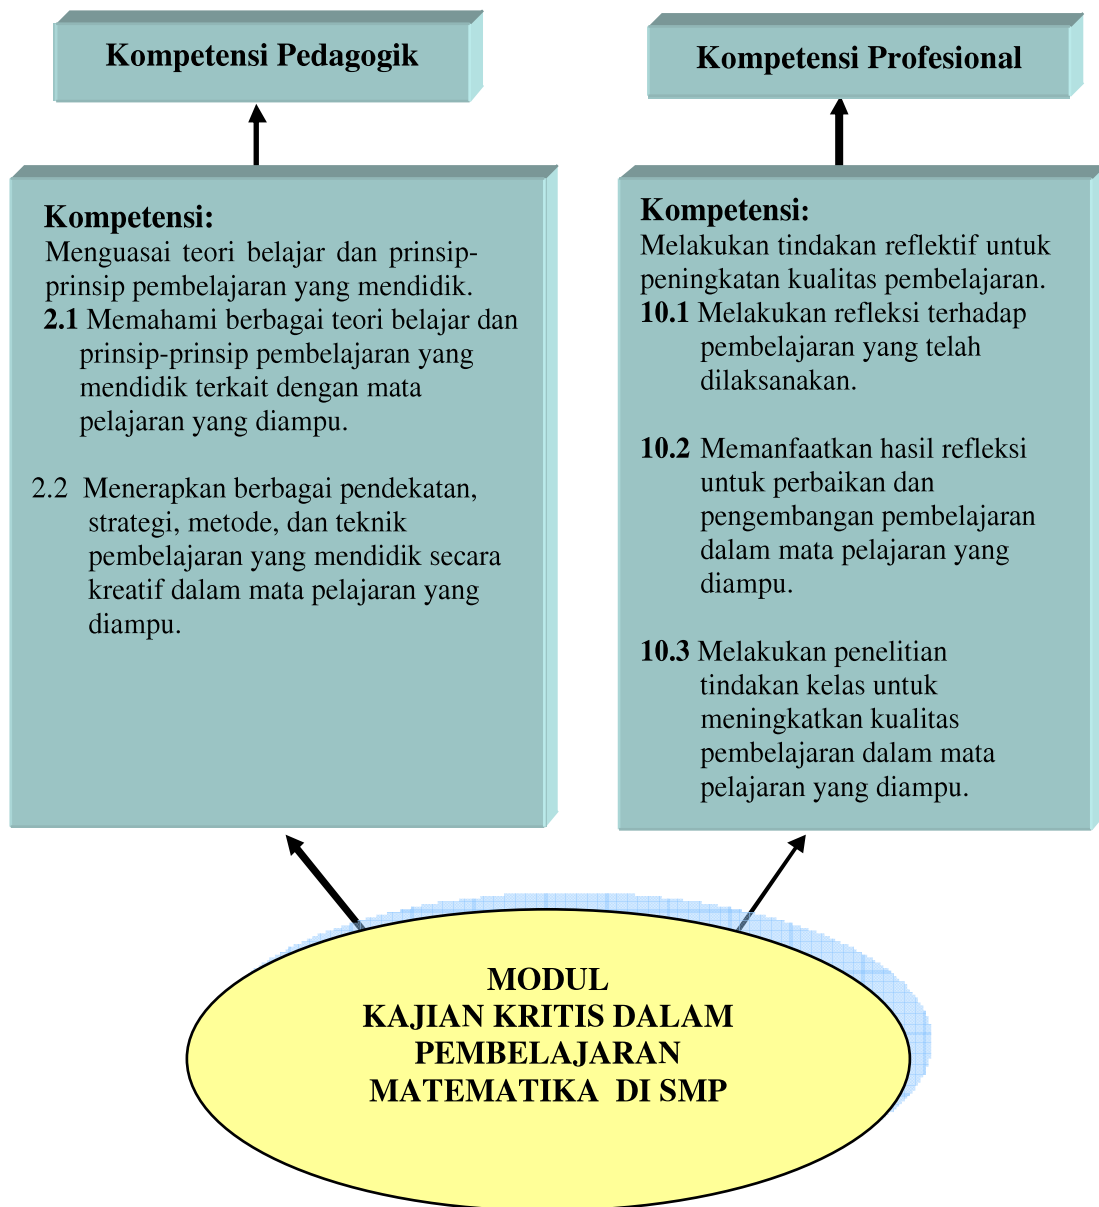 Kompetensi Pedagogik
Kompetensi:
Menguasai teori belajar dan prinsip-
prinsip pembelajaran yang mendidik.
2.1 Memahami berbagai teori belajar dan
prinsip-prinsip pembelajaran yang
mendidik terkait dengan mata
pelajaran yang diampu.
2.2 Menerapkan berbagai pendekatan,
strategi, metode, dan teknik
pembelajaran yang mendidik secara
kreatif dalam mata pelajaran yang
diampu.
Kompetensi Profesional
Kompetensi:
Melakukan tindakan reflektif untuk
peningkatan kualitas pembelajaran.
10.1 Melakukan refleksi terhadap
pembelajaran yang telah
dilaksanakan.
10.2 Memanfaatkan hasil refleksi
untuk perbaikan dan
pengembangan pembelajaran
dalam mata pelajaran yang
diampu.
10.3 Melakukan penelitian
tindakan kelas untuk
meningkatkan kualitas
pembelajaran dalam mata
pelajaran yang diampu.
MODUL
KAJIAN KRITIS DALAM
PEMBELAJARAN
MATEMATIKA DI SMP